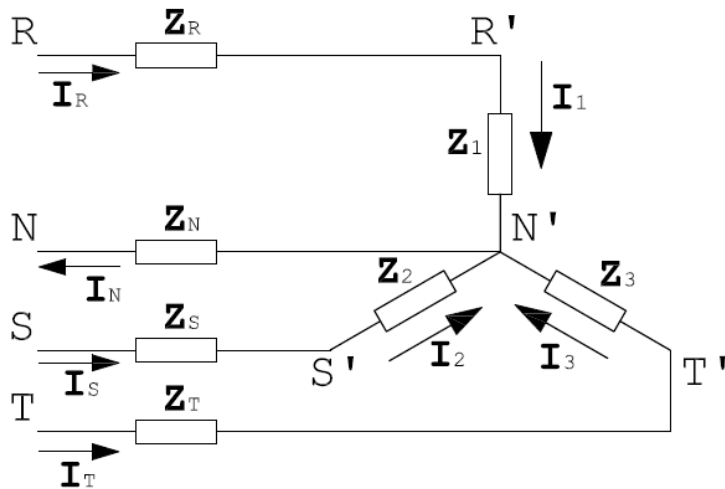 R Z_R R'
I_R I_1
Z_1
N Z_N N'
I_N Z_2 Z_3
S Z_S
I_S S' I_2 I_3 T'
T Z_T
I_T